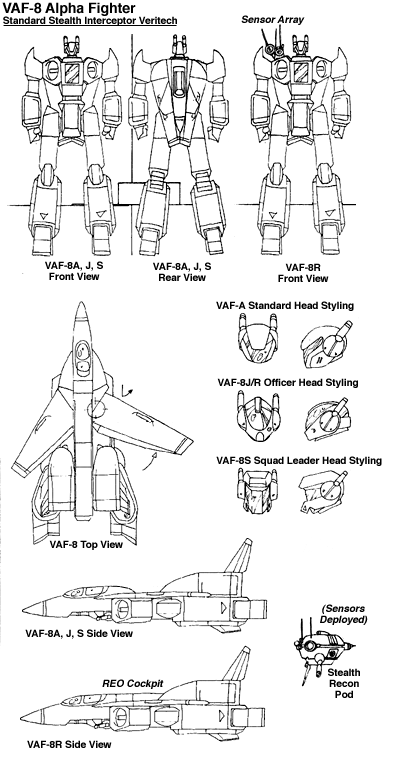 VAF-8 Alpha Fighter
Standard Stealth Interceptor Veritech
Sensor Array
VAF-8A, J, S
Front View
VAF-8A, J, S
Rear View
VAF-8R
Front View
VAF-A Standard Head Styling
VAF-8J/R Officer Head Styling
VAF-8S Squad Leader Head Styling
VAF-8 Top View
VAF-8A, J, S Side View
(Sensors
Deployed)
Stealth
Recon
Pod
REO Cockpit
VAF-8R Side View